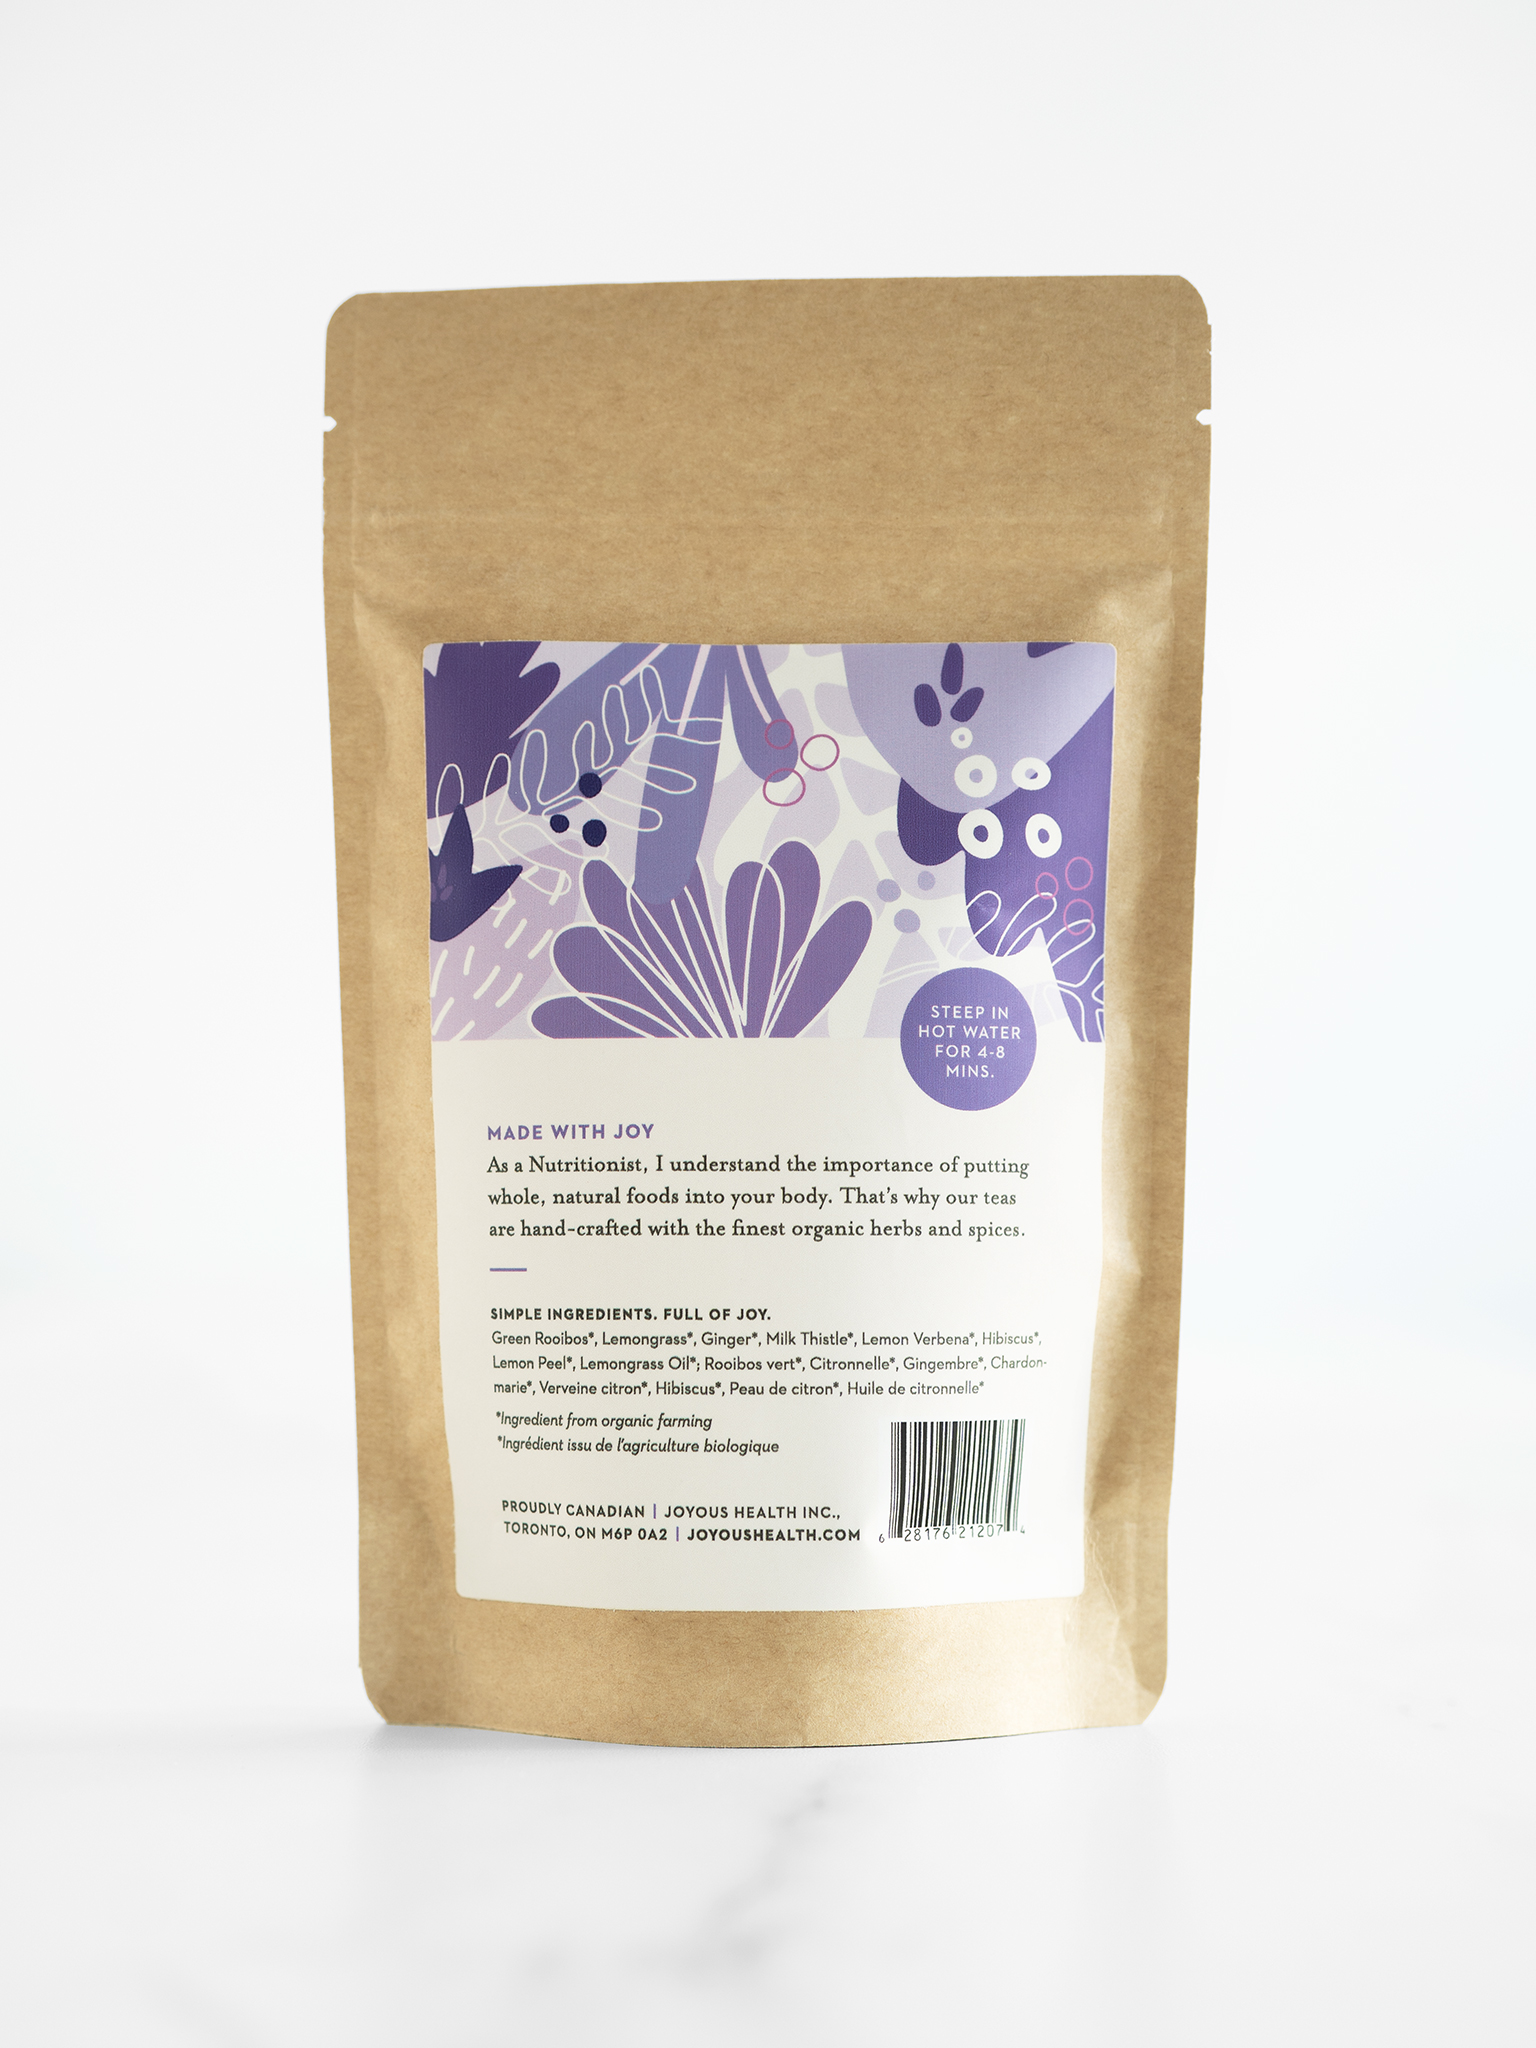 STEEP IN
HOT WATER
FOR 4-8
MINS.
MADE WITH JOY
As a Nutritionist, I understand the importance of putting
whole, natural foods into your body. That's why our teas
are hand-crafted with the finest organic herbs and spices.
SIMPLE INGREDIENTS. FULL OF JOY.
Green Rooibos*, Lemongrass*, Ginger*, Milk Thistle*, Lemon Verbena*, Hibiscus*,
Lemon Peel*, Lemongrass Oil*; Rooibos vert*, Citronnelle*, Gingembre*, Chardon-
marie*, Verveine citron*, Hibiscus*, Peau de citron*, Huile de citronnelle*
*Ingredient from organic farming
*Ingrédient issu de l'agriculture biologique
PROUDLY CANADIAN | JOYOUS HEALTH INC.,
TORONTO, ON M6P 0A2 | JOYOUSHEALTH.COM
6 28176 21207 4